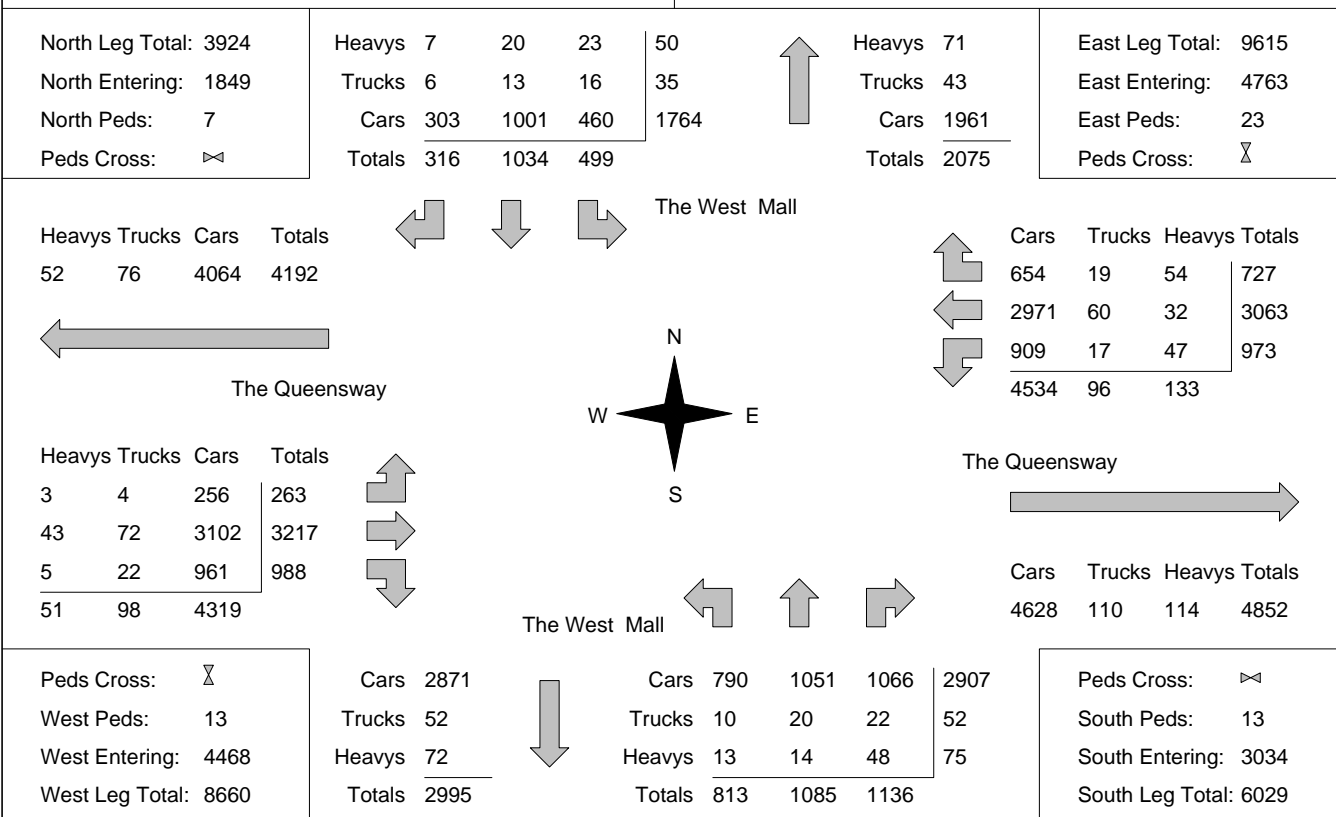 North Leg Total: 3924
North Entering: 1849
North Peds: 7
Peds Cross:
Heavys 7 20 23 50
Trucks 6 13 16 35
Cars 303 1001 460 1764
Totals 316 1034 499
Heavys 71
Trucks 43
Cars 1961
Totals 2075
East Leg Total: 9615
East Entering: 4763
East Peds: 23
Peds Cross:
The West Mall
Heavys Trucks Cars Totals
52 76 4064 4192
The Queensway
Cars Trucks Heavys Totals
654 19 54 727
2971 60 32 3063
909 17 47 973
4534 96 133
N
W E
S
Heavys Trucks Cars Totals
3 4 256 263
43 72 3102 3217
5 22 961 988
51 98 4319
The Queensway
Cars Trucks Heavys Totals
4628 110 114 4852
The West Mall
Peds Cross:
West Peds: 13
West Entering: 4468
West Leg Total: 8660
Cars 2871
Trucks 52
Heavys 72
Totals 2995
Cars 790 1051 1066 2907
Trucks 10 20 22 52
Heavys 13 14 48 75
Totals 813 1085 1136
Peds Cross:
South Peds: 13
South Entering: 3034
South Leg Total: 6029